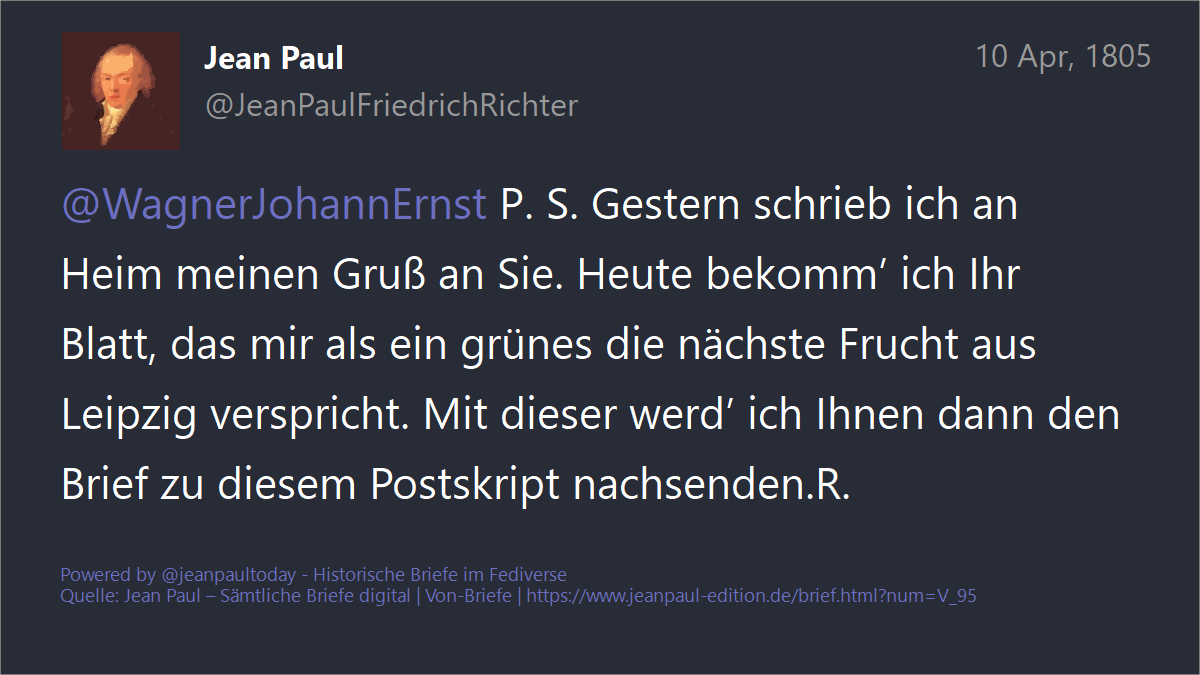 Jean Paul
10 Apr, 1805
@JeanPaulFriedrichRichter
@WagnerJohannErnst P. S. Gestern schrieb ich an
Heim meinen Gruß an Sie. Heute bekomm’ ich Ihr
Blatt, das mir als ein grünes die nächste Frucht aus
Leipzig verspricht. Mit dieser werd’ ich Ihnen dann den
Brief zu diesem Postskript nachsenden.R.
Powered by @jeanpaultoday - Historische Briefe im Fediverse
Quelle: Jean Paul – Sämtliche Briefe digital | Von-Briefe | https://www.jeanpaul-edition.de/brief.html?num=V_95